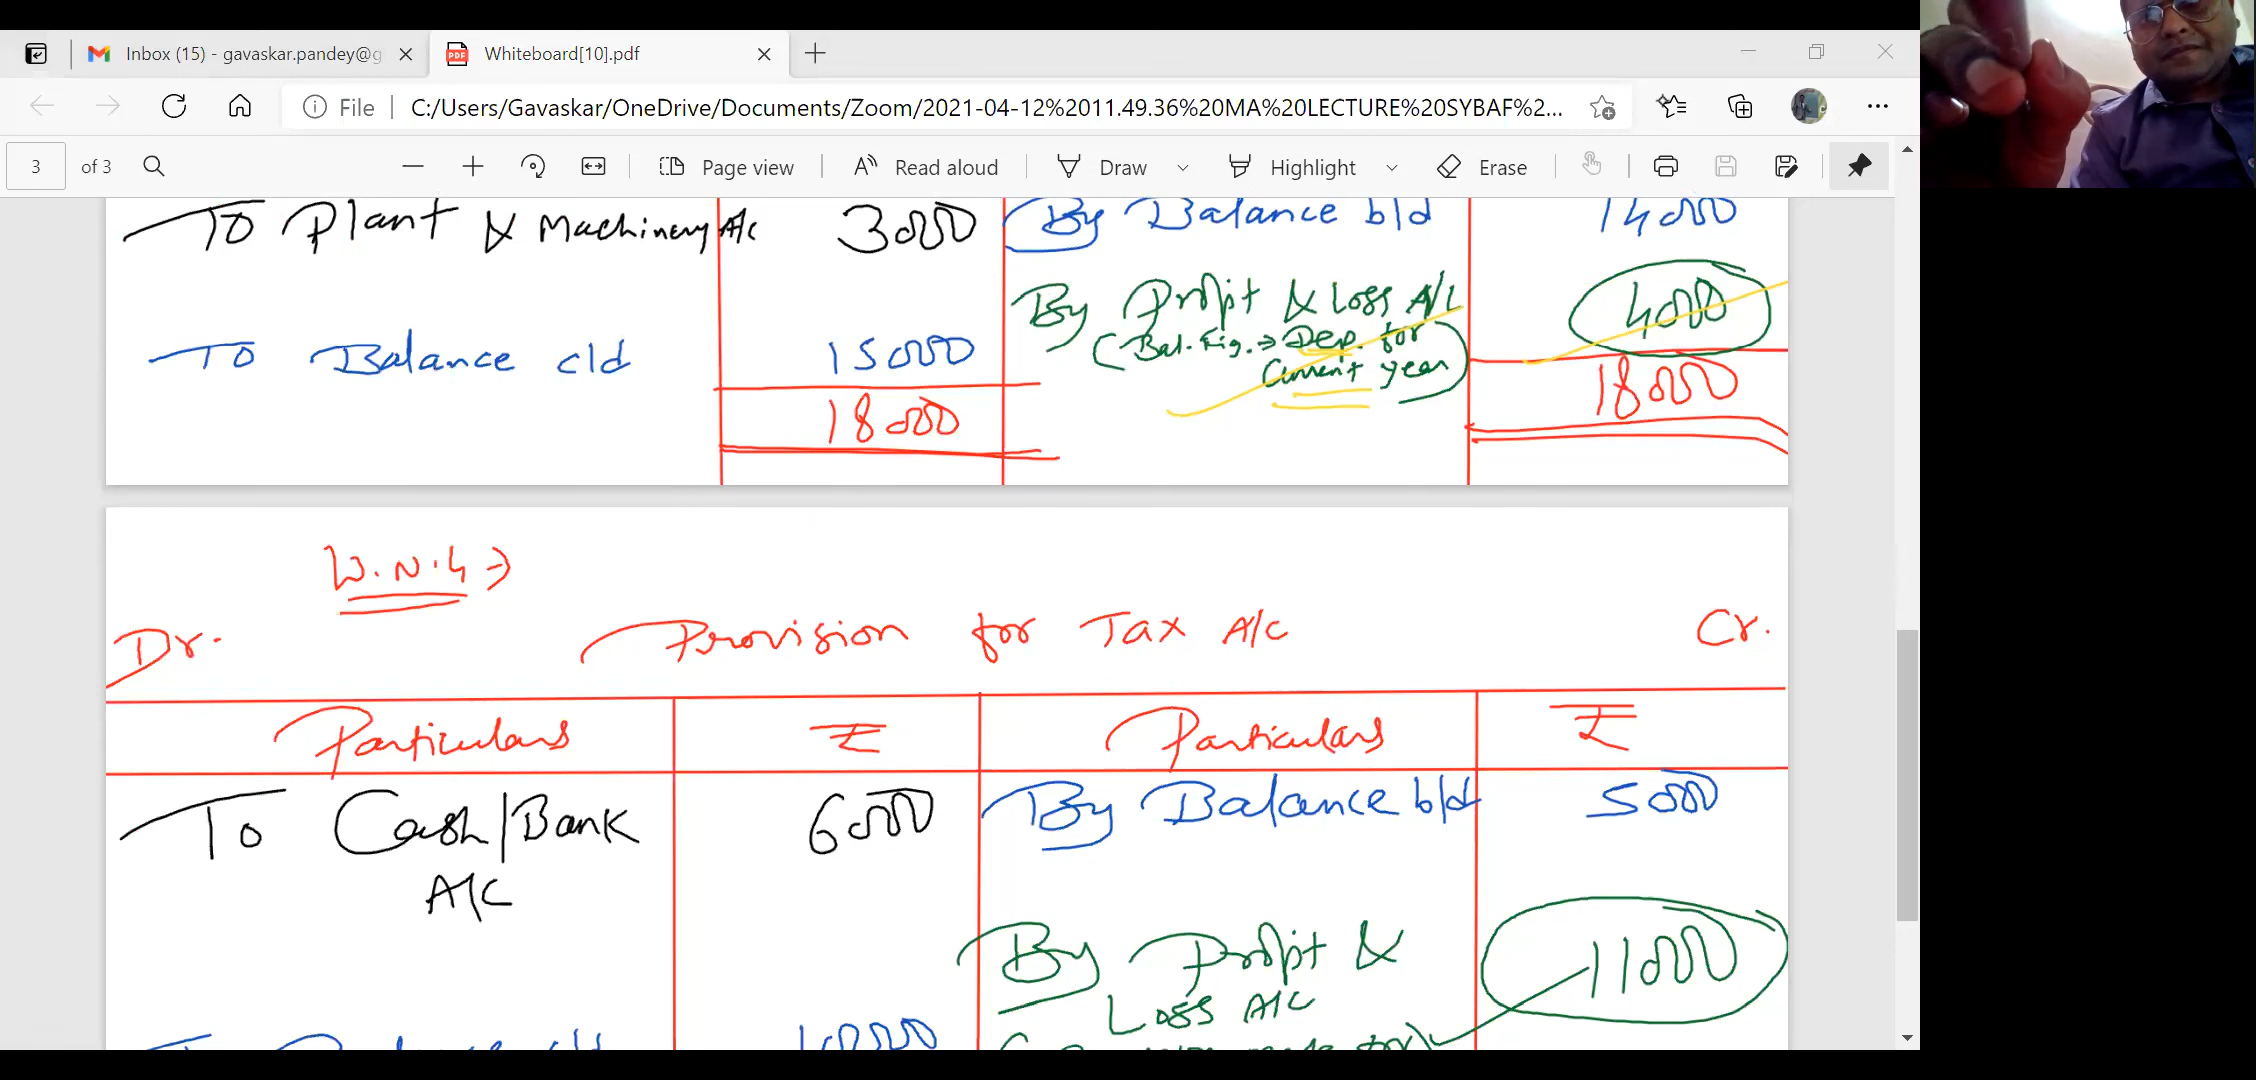 Inbox (15) - gavaskar.pandey@g
Whiteboard[10].pdf
File C:/Users/Gavaskar/OneDrive/Documents/Zoom/2021-04-12%2011.49.36%20MA%20LECTURE%20SYBAF%2...
3 of 3 Page view Read aloud Draw Highlight Erase
To Plant & Machinery A/c 3000 By Balance b/d 14000
By Profit & Loss A/c 4000
(Bal. Fig. → Dep. for
Current year)
To Balance c/d 15000
18000 18000
W.N.4 →
Dr. Provision for Tax A/c Cr.
Particulars ₹ Particulars ₹
To Cash/Bank 6000 By Balance b/d 5000
A/c
By Profit & 11000
Loss A/c
To Balance c/d 10000